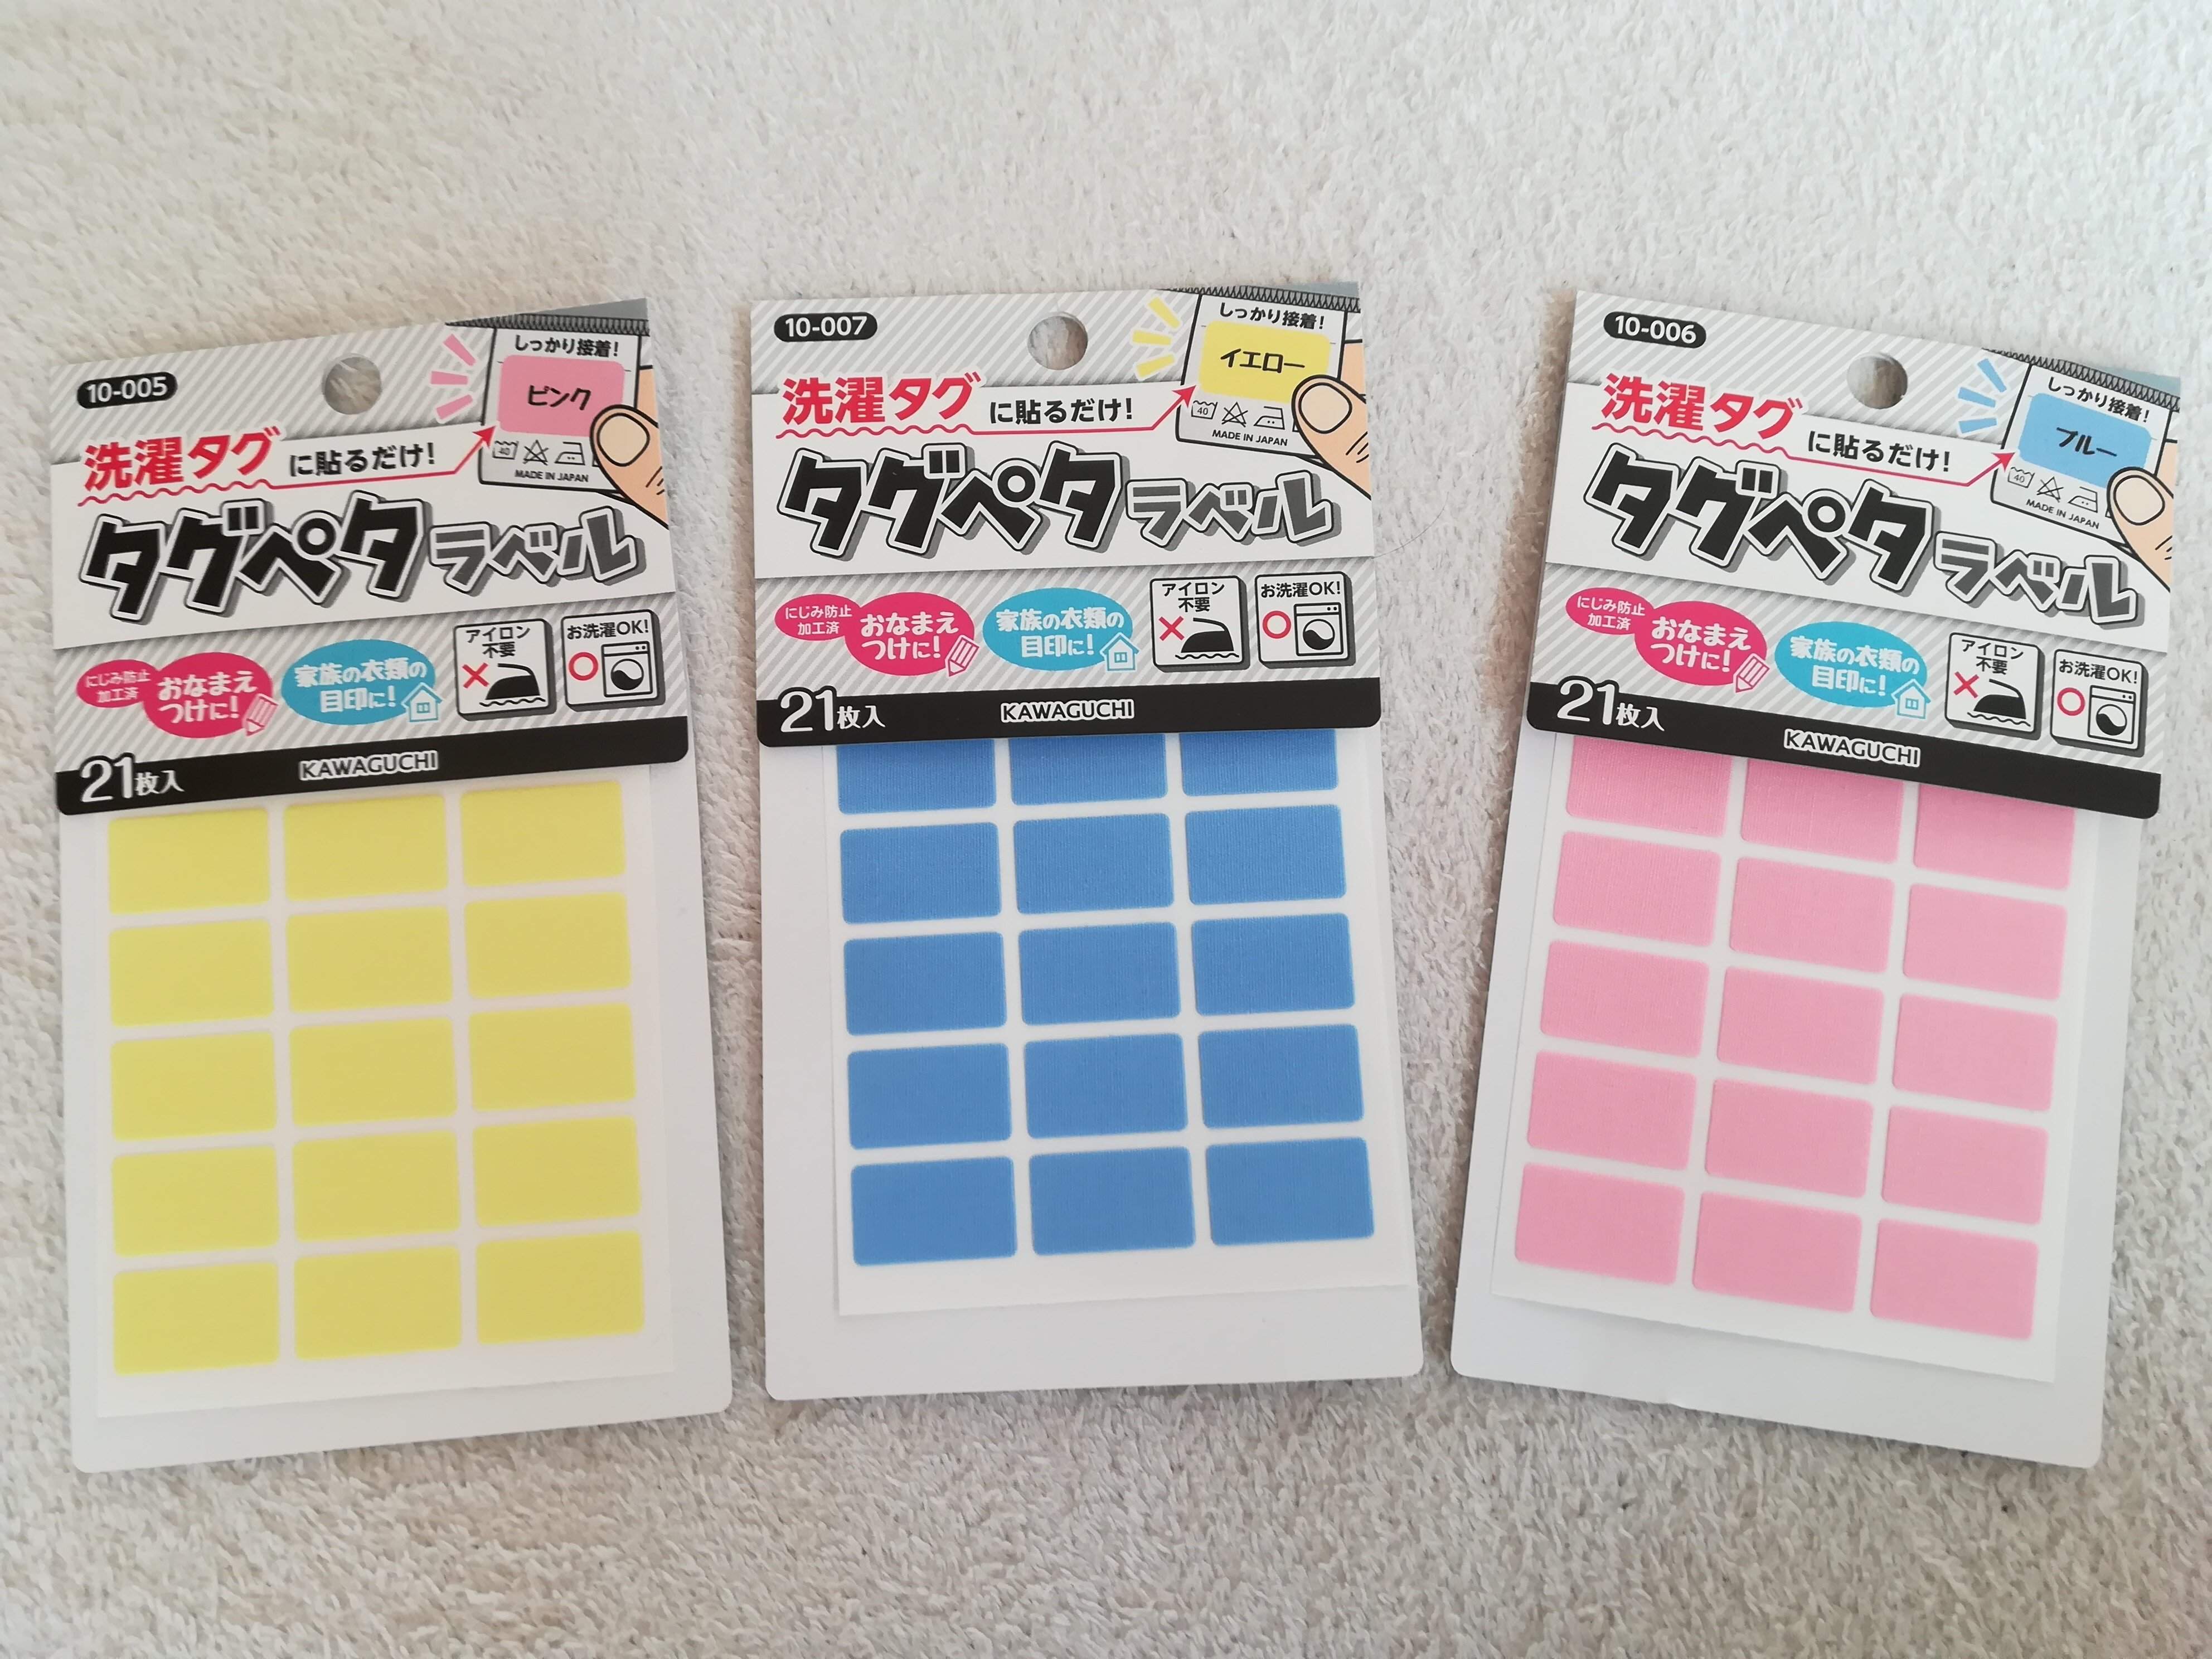 10-005
しっかり接着!
ピンク
洗濯タグに貼るだけ!
40
MADE IN JAPAN
タグペタラベル
にじみ防止
加工済
おなまえ
つけに!
家族の衣類の
目印に!
アイロン
不要
お洗濯OK!
21枚入
KAWAGUCHI
10-007
しっかり接着!
イエロー
洗濯タグに貼るだけ!
40
MADE IN JAPAN
タグペタラベル
にじみ防止
加工済
おなまえ
つけに!
家族の衣類の
目印に!
アイロン
不要
お洗濯OK!
21枚入
KAWAGUCHI
10-006
しっかり接着!
ブルー
洗濯タグに貼るだけ!
40
MADE IN JAPAN
タグペタラベル
にじみ防止
加工済
おなまえ
つけに!
家族の衣類の
目印に!
アイロン
不要
お洗濯OK!
21枚入
KAWAGUCHI